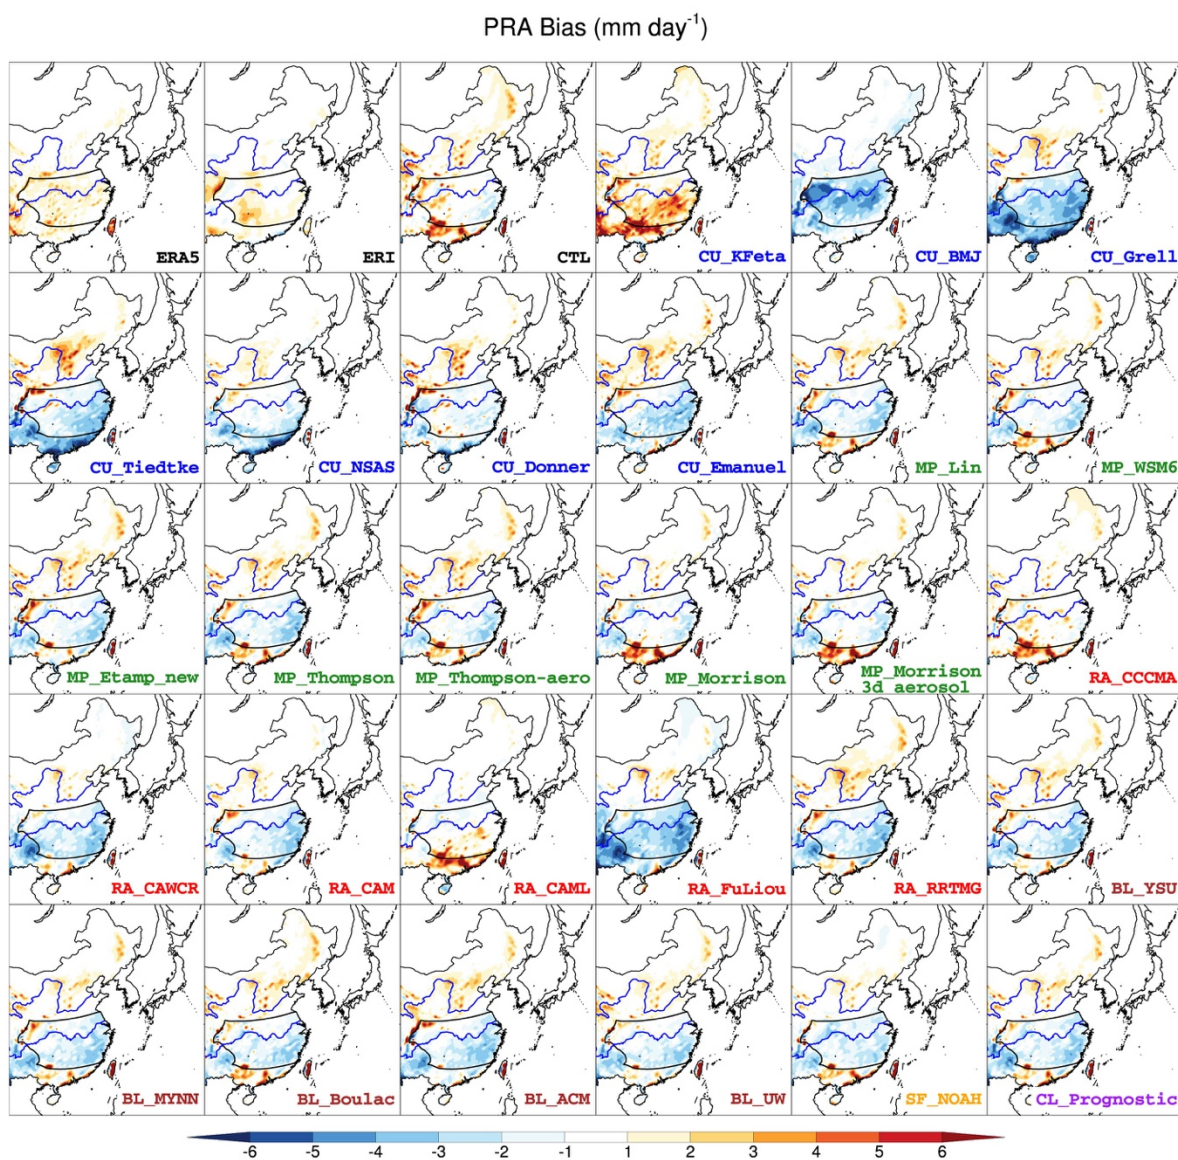 PRA Bias (mm day-1)
ERA5
ERI
CTL
CU_KFeta
CU_BMJ
CU_Grell
CU_Tiedtke
CU_NSAS
CU_Donner
CU_Emanuel
MP_Lin
MP_WSM6
MP_Etamp_new
MP_Thompson
MP_Thompson-aero
MP_Morrison
MP_Morrison
3d aerosol
RA_CCCMA
RA_CAWCR
RA_CAM
RA_CAML
RA_FuLiou
RA_RRTMG
BL_YSU
BL_MYNN
BL_Boulac
BL_ACM
BL_UW
SF_NOAH
CL_Prognostic
-6 -5 -4 -3 -2 -1 1 2 3 4 5 6